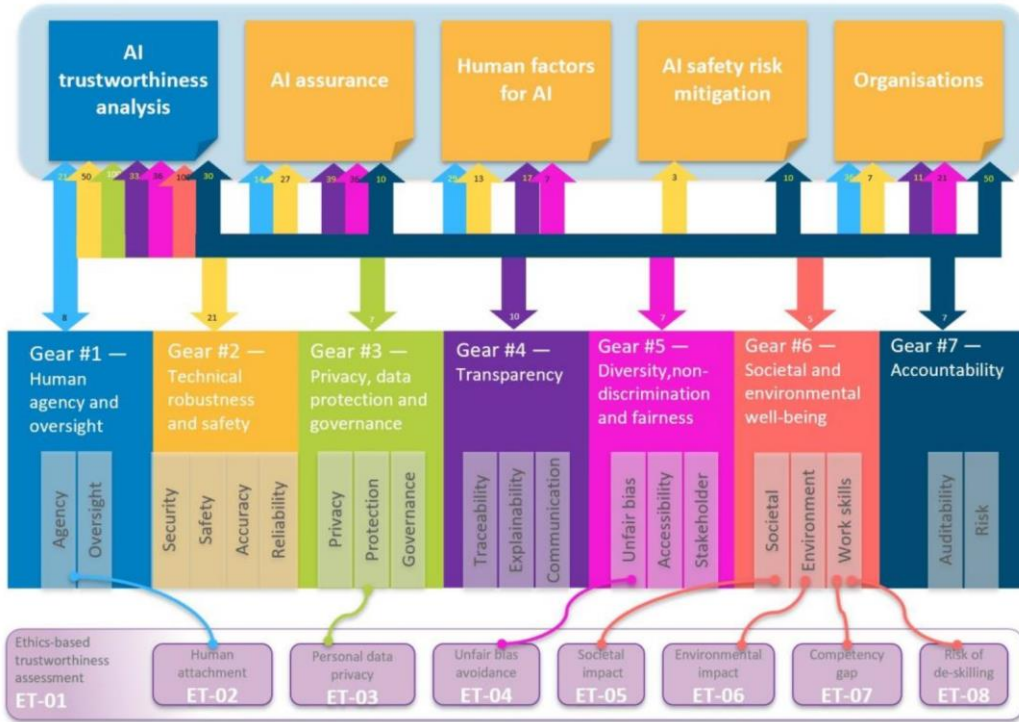 AI
trustworthiness
analysis
AI assurance
Human factors
for AI
AI safety risk
mitigation
Organisations
21
50
33
36
30
14
27
39
36
10
29
13
17
7
3
10
7
11
21
50
8
21
7
10
7
5
7
Gear #1 —
Human
agency and
oversight
Gear #2 —
Technical
robustness
and safety
Gear #3 —
Privacy, data
protection and
governance
Gear #4 —
Transparency
Gear #5 —
Diversity,non-
discrimination
and fairness
Gear #6 —
Societal and
environmental
well-being
Gear #7 —
Accountability
Agency
Oversight
Security
Safety
Accuracy
Reliability
Privacy
Protection
Governance
Traceability
Explainability
Communication
Unfair bias
Accessibility
Stakeholder
Societal
Environment
Work skills
Auditability
Risk
Ethics-based
trustworthiness
assessment
ET-01
Human
attachment
ET-02
Personal data
privacy
ET-03
Unfair bias
avoidance
ET-04
Societal
impact
ET-05
Environmental
impact
ET-06
Competency
gap
ET-07
Risk of
de-skilling
ET-08